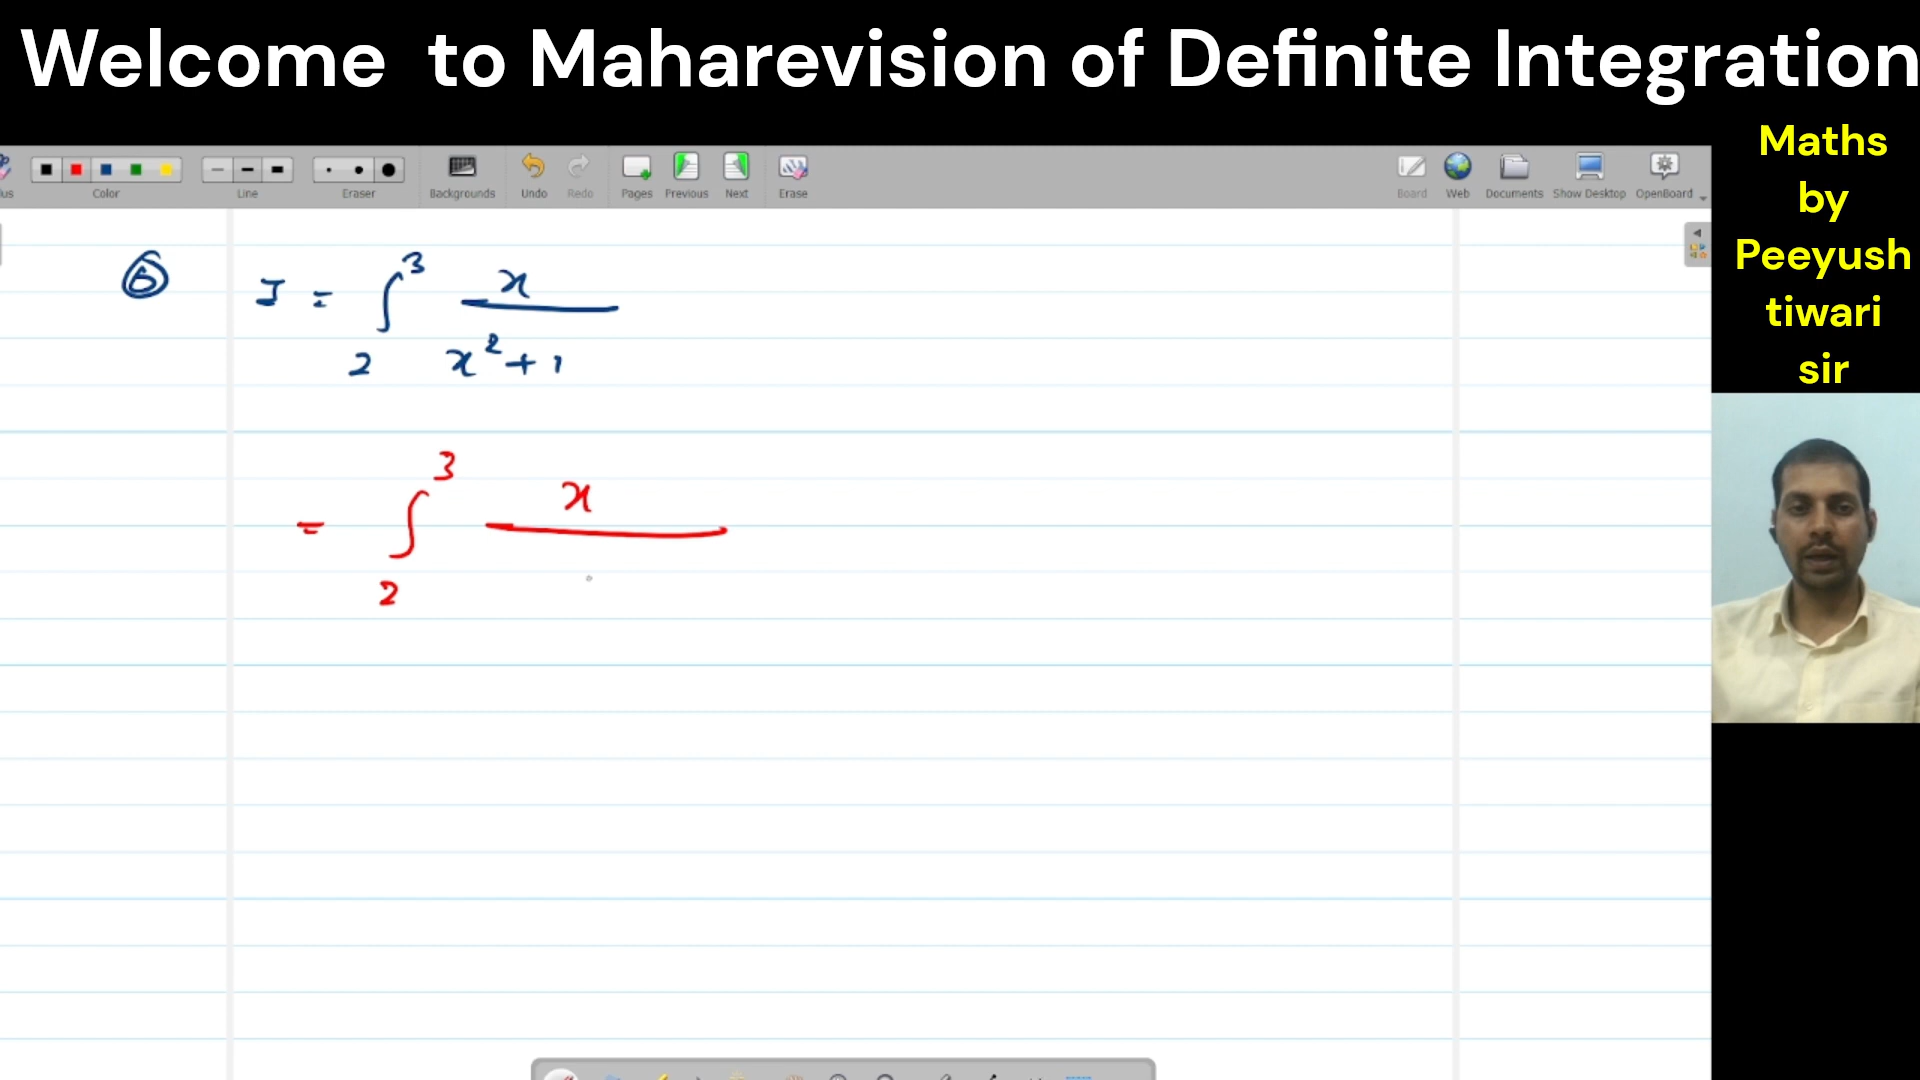 Welcome to Maharevision of Definite Integration
Maths
by
Peeyush
tiwari
sir
Color
Line
Eraser
Backgrounds
Undo
Redo
Pages
Previous
Next
Erase
Board
Web
Documents
Show Desktop
OpenBoard
I = ∫₂³ x / (x² + 1)
= ∫₂³ x /